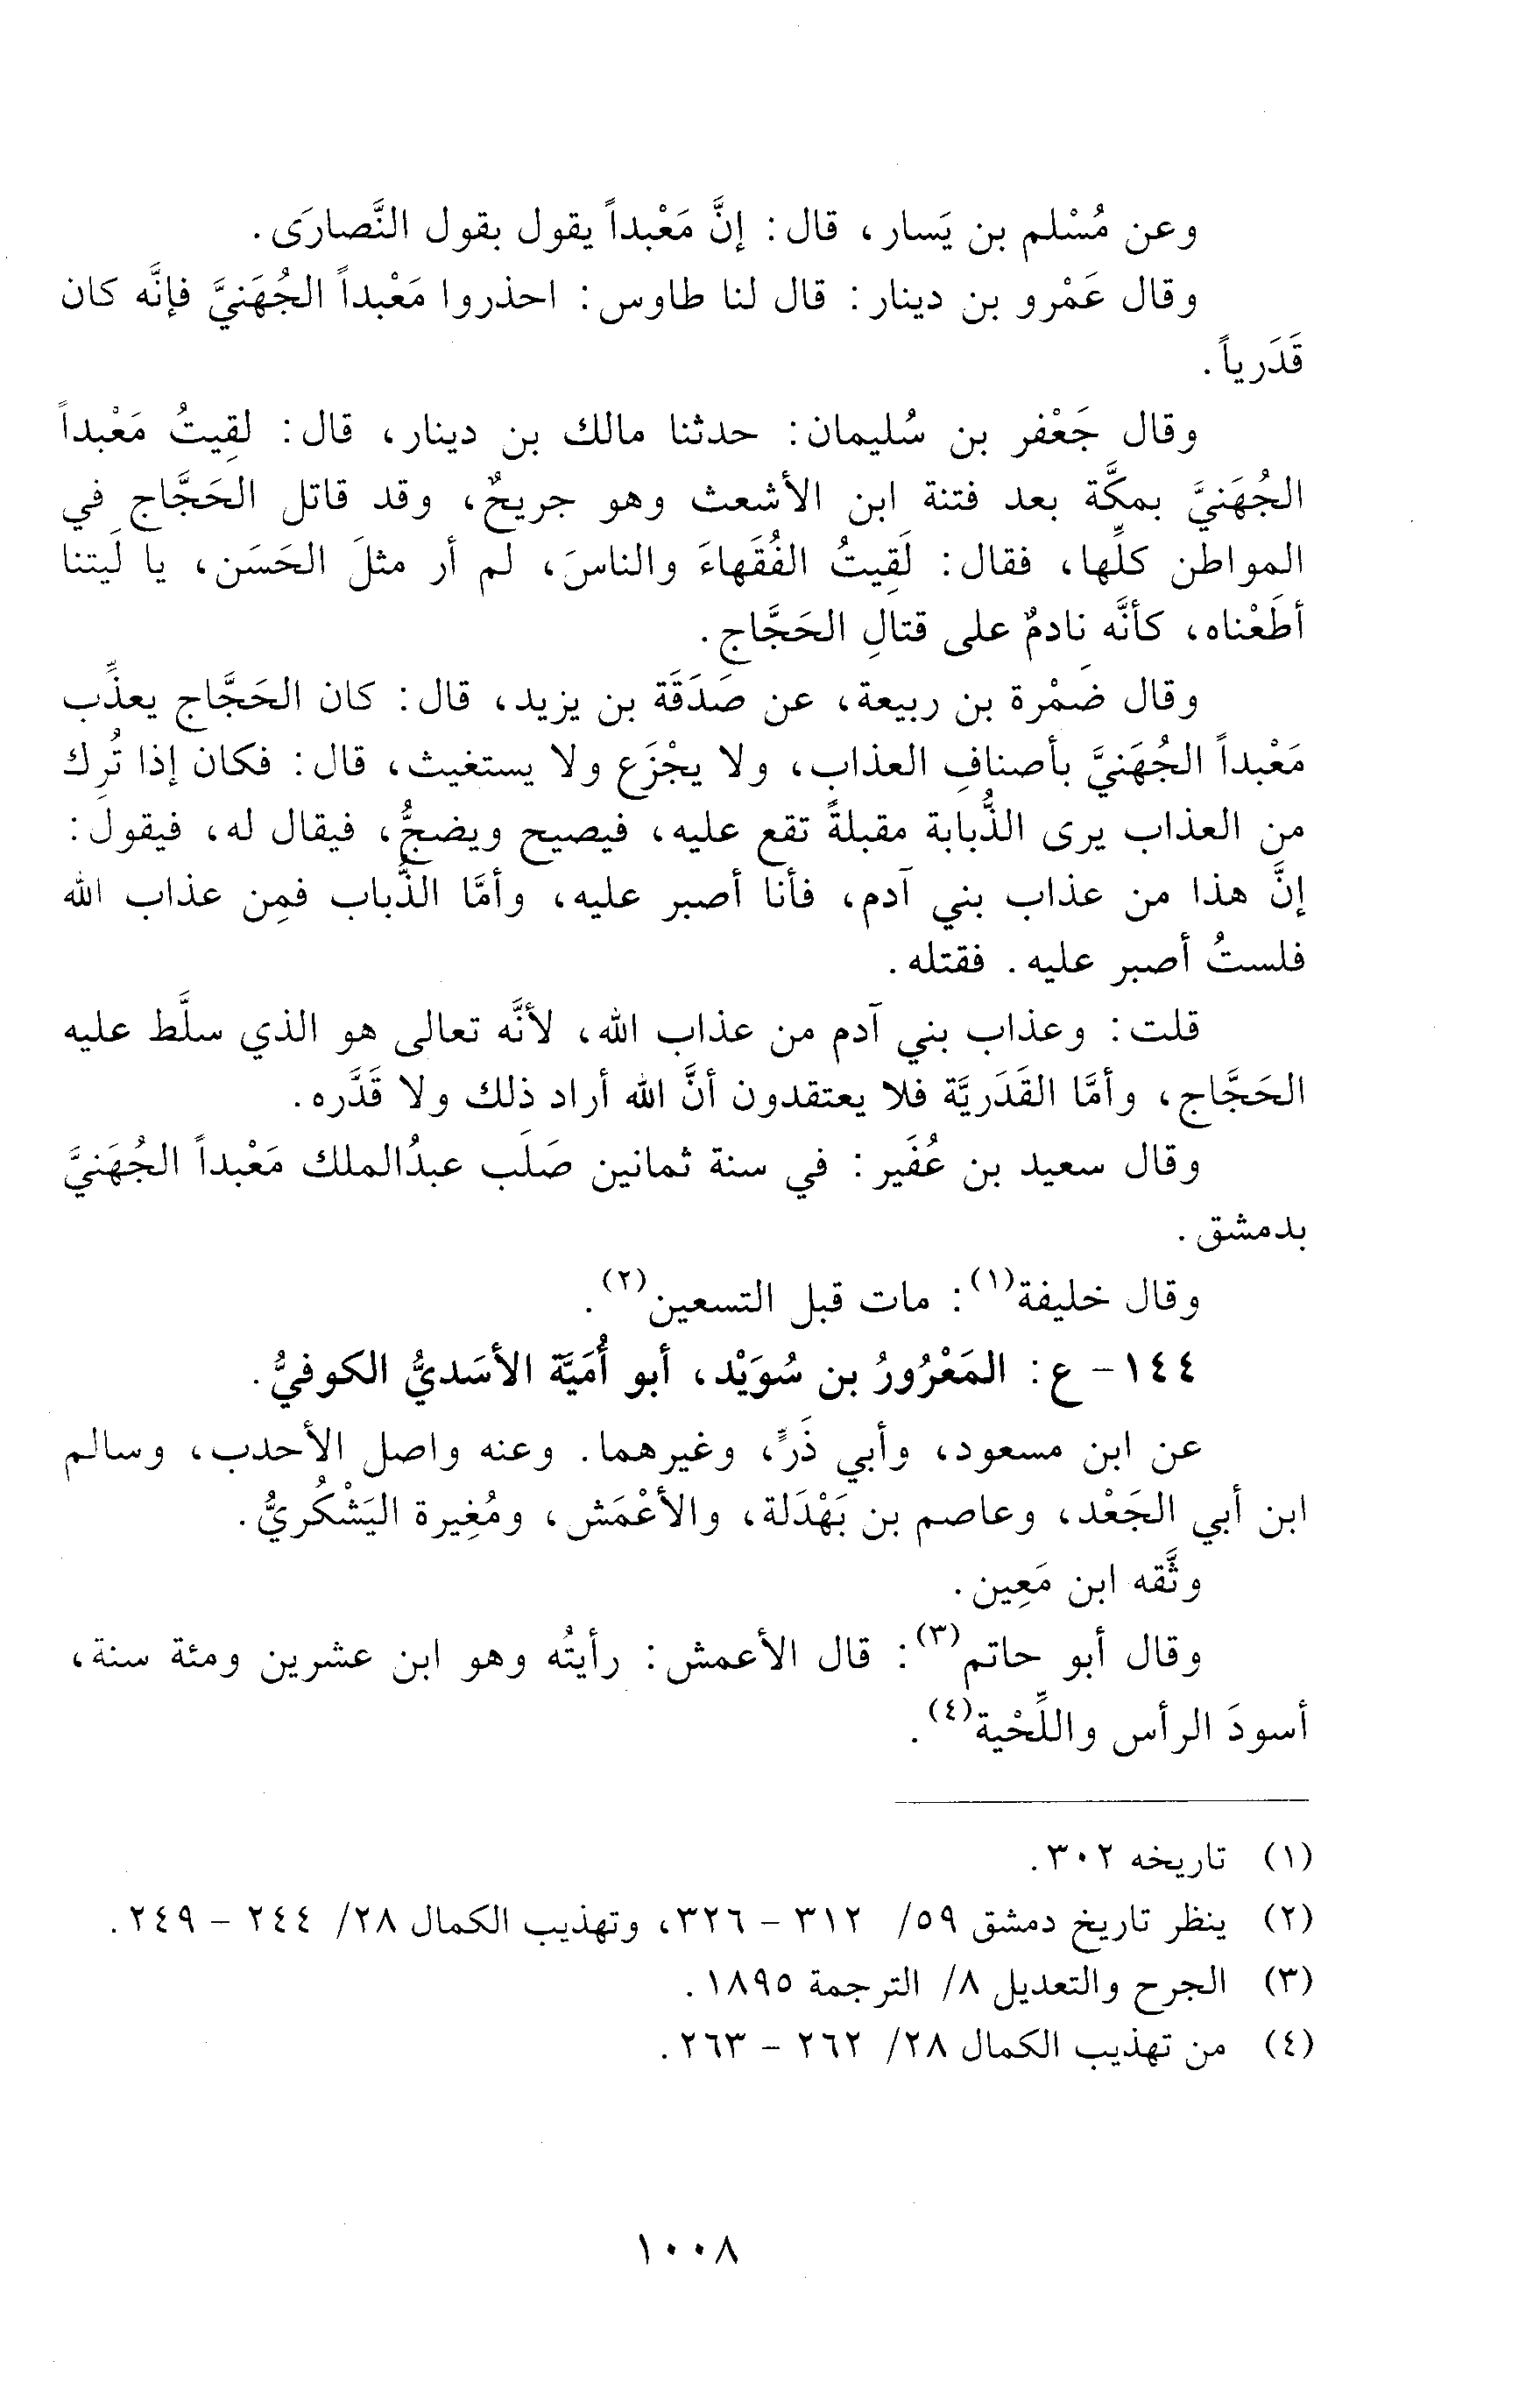 وعن مُسْلم بن يَسار، قال: إنَّ مَعْبداً يقول بقول النَّصارَى.
وقال عَمْرو بن دينار: قال لنا طاوس: احذروا مَعْبداً الجُهَنيَّ فإنَّه كان
قَدَرياً.
وقال جَعْفر بن سُليمان: حدثنا مالك بن دينار، قال: لقِيتُ مَعْبداً
الجُهَنيَّ بمكَّة بعد فتنة ابن الأشعث وهو جريحٌ، وقد قاتل الحَجَّاج في
المواطن كلِّها، فقال: لَقِيتُ الفُقَهاءَ والناسَ، لم أر مثلَ الحَسَن، يا لَيتنا
أطَعْناه، كأنَّه نادمٌ على قتالِ الحَجَّاج.
وقال ضَمْرة بن ربيعة، عن صَدَقَة بن يزيد، قال: كان الحَجَّاج يعذِّب
مَعْبداً الجُهَنيَّ بأصنافِ العذاب، ولا يجْزَع ولا يستغيث، قال: فكان إذا تُرِك
من العذاب يرى الذُّبابة مقبلةً تقع عليه، فيصيح ويضجُّ، فيقال له، فيقول:
إنَّ هذا من عذاب بني آدم، فأنا أصبر عليه، وأمَّا الذُّباب فمِن عذاب الله
فلستُ أصبر عليه. فقتله.
قلت: وعذاب بني آدم من عذاب الله، لأنَّه تعالى هو الذي سلَّط عليه
الحَجَّاج، وأمَّا القَدَريَّة فلا يعتقدون أنَّ الله أراد ذلك ولا قَدَّره.
وقال سعيد بن عُفَير: في سنة ثمانين صَلَب عبدُالملك مَعْبداً الجُهَنيَّ
بدمشق.
وقال خليفة(١): مات قبل التسعين(٢).
١٤٤- ع: المَعْرُورُ بن سُوَيْد، أبو أُمَيَّة الأسَديُّ الكوفيُّ.
عن ابن مسعود، وأبي ذَرٍّ، وغيرهما. وعنه واصل الأحدب، وسالم
ابن أبي الجَعْد، وعاصم بن بَهْدَلة، والأعْمَش، ومُغِيرة اليَشْكُريُّ.
وثَّقه ابن مَعِين.
وقال أبو حاتم(٣): قال الأعمش: رأيتُه وهو ابن عشرين ومئة سنة،
أسودَ الرأس واللِّحْية(٤).
(١) تاريخه ٣٠٢.
(٢) ينظر تاريخ دمشق ٥٩/ ٣١٢ - ٣٢٦، وتهذيب الكمال ٢٨/ ٢٤٤ - ٢٤٩.
(٣) الجرح والتعديل ٨/ الترجمة ١٨٩٥.
(٤) من تهذيب الكمال ٢٨/ ٢٦٢ - ٢٦٣.
١٠٠٨